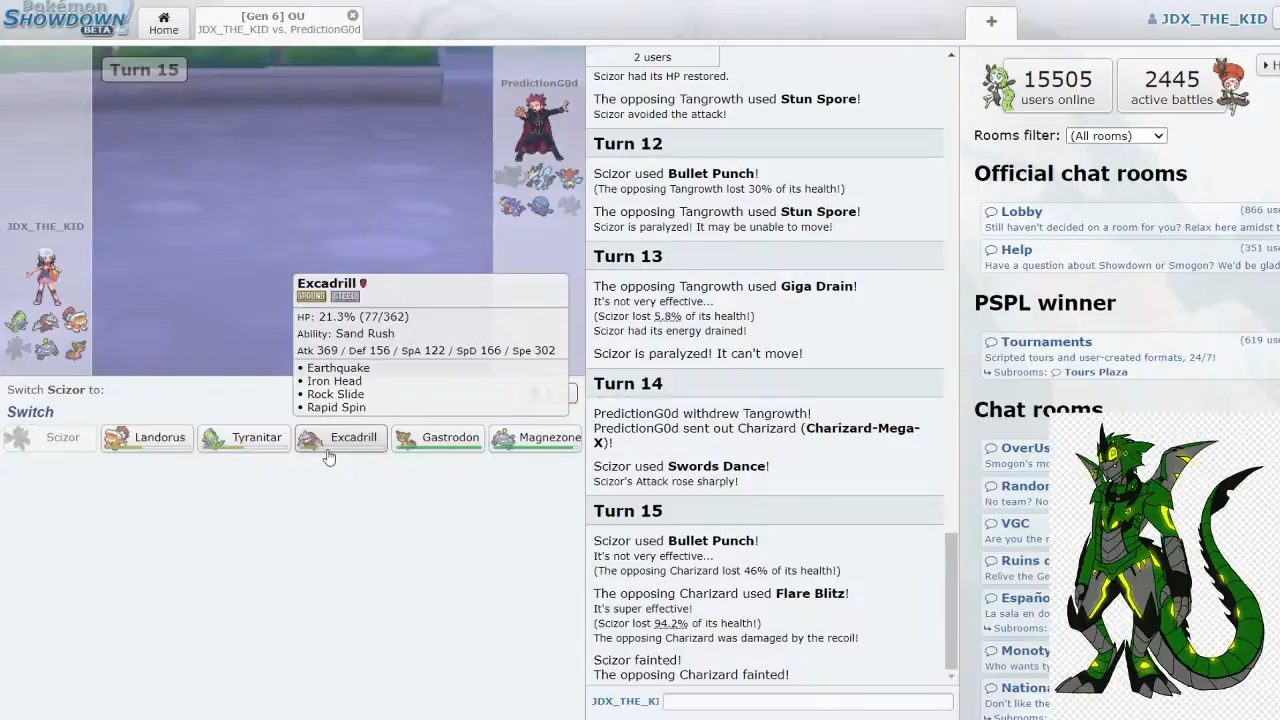 Pokémon
Showdown
BETA
Home
[Gen 6] OU
JDX_THE_KID vs. PredictionG0d
+
JDX_THE_KID
Turn 15
PredictionG0d
JDX_THE_KID
Excadrill
GROUND STEEL
HP: 21.3% (77/362)
Ability: Sand Rush
Atk 369 / Def 156 / SpA 122 / SpD 166 / Spe 302
• Earthquake
• Iron Head
• Rock Slide
• Rapid Spin
Switch Scizor to:
Switch
Scizor
Landorus
Tyranitar
Excadrill
Gastrodon
Magnezone
2 users
Scizor had its HP restored.
The opposing Tangrowth used Stun Spore!
Scizor avoided the attack!
Turn 12
Scizor used Bullet Punch!
(The opposing Tangrowth lost 30% of its health!)
The opposing Tangrowth used Stun Spore!
Scizor is paralyzed! It may be unable to move!
Turn 13
The opposing Tangrowth used Giga Drain!
It's not very effective...
(Scizor lost 5.8% of its health!)
Scizor had its energy drained!
Scizor is paralyzed! It can't move!
Turn 14
PredictionG0d withdrew Tangrowth!
PredictionG0d sent out Charizard (Charizard-Mega-
X)!
Scizor used Swords Dance!
Scizor's Attack rose sharply!
Turn 15
Scizor used Bullet Punch!
It's not very effective...
(The opposing Charizard lost 46% of its health!)
The opposing Charizard used Flare Blitz!
It's super effective!
(Scizor lost 94.2% of its health!)
The opposing Charizard was damaged by the recoil!
Scizor fainted!
The opposing Charizard fainted!
JDX_THE_KI
15505
users online
2445
active battles
H
Rooms filter: (All rooms)
Official chat rooms
Lobby (866 use
Still haven't decided on a room for you? Relax here amidst t
Help (351 use
Have a question about Showdown or Smogon? We'd be glad
PSPL winner
Tournaments (619 use
Scripted tours and user-created formats, 24/7!
Subrooms: Tours Plaza
Chat rooms
OverUs
Smogon's mo
Random
No team? No
VGC
Are you the r
Ruins o
Relive the Ge
Españo
La sala en do
Subrooms:
Monoty
Who wants ty
Nationa
Don't like the